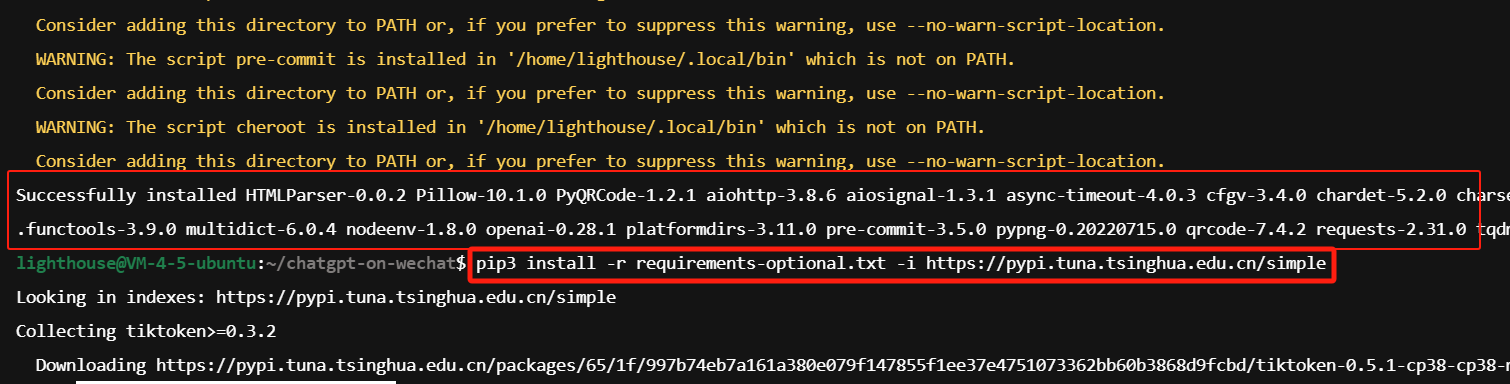 Consider adding this directory to PATH or, if you prefer to suppress this warning, use --no-warn-script-location.
WARNING: The script pre-commit is installed in '/home/lighthouse/.local/bin' which is not on PATH.
Consider adding this directory to PATH or, if you prefer to suppress this warning, use --no-warn-script-location.
WARNING: The script cheroot is installed in '/home/lighthouse/.local/bin' which is not on PATH.
Consider adding this directory to PATH or, if you prefer to suppress this warning, use --no-warn-script-location.
Successfully installed HTMLParser-0.0.2 Pillow-10.1.0 PyQRCode-1.2.1 aiohttp-3.8.6 aiosignal-1.3.1 async-timeout-4.0.3 cfgv-3.4.0 chardet-5.2.0 charse
.functools-3.9.0 multidict-6.0.4 nodeenv-1.8.0 openai-0.28.1 platformdirs-3.11.0 pre-commit-3.5.0 pypng-0.20220715.0 qrcode-7.4.2 requests-2.31.0 tqdm
lighthouse@VM-4-5-ubuntu:~/chatgpt-on-wechat$ pip3 install -r requirements-optional.txt -i https://pypi.tuna.tsinghua.edu.cn/simple
Looking in indexes: https://pypi.tuna.tsinghua.edu.cn/simple
Collecting tiktoken>=0.3.2
Downloading https://pypi.tuna.tsinghua.edu.cn/packages/65/1f/997b74eb7a161a380e079f147855f1ee37e4751073362bb60b3868d9fcbd/tiktoken-0.5.1-cp38-cp38-m